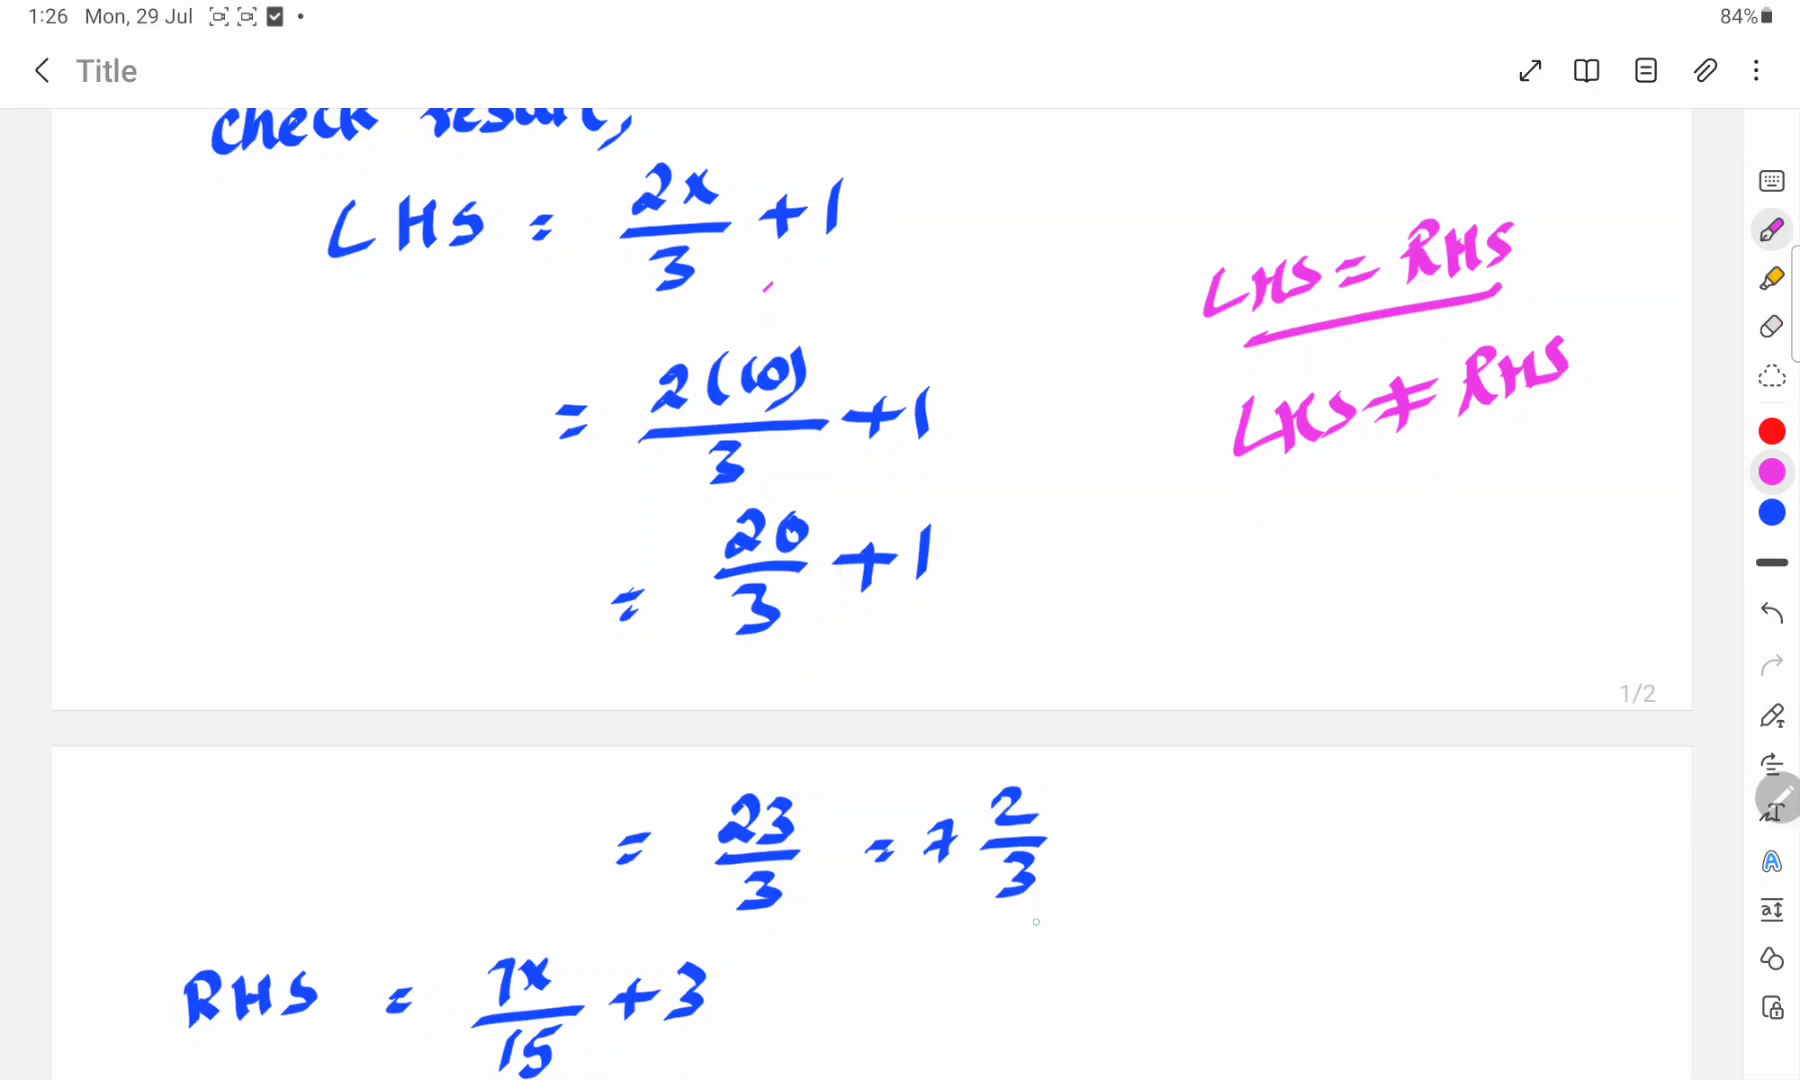 1:26 Mon, 29 Jul
84%
Title
check result,
LHS = 2x/3 + 1
LHS = RHS
LHS ≠ RHS
= 2(10)/3 + 1
= 20/3 + 1
1/2
= 23/3 = 7 2/3
RHS = 7x/15 + 3